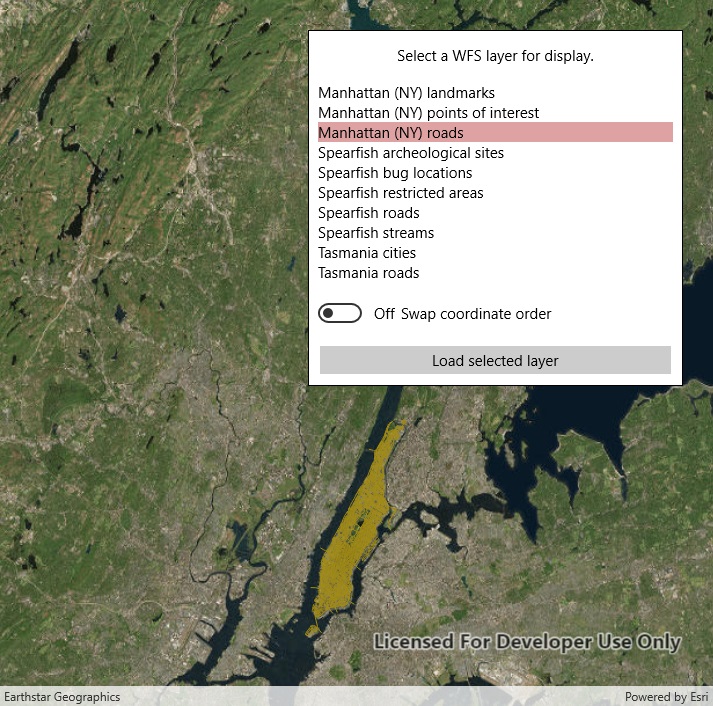 Select a WFS layer for display.
Manhattan (NY) landmarks
Manhattan (NY) points of interest
Manhattan (NY) roads
Spearfish archeological sites
Spearfish bug locations
Spearfish restricted areas
Spearfish roads
Spearfish streams
Tasmania cities
Tasmania roads
Off Swap coordinate order
Load selected layer
Licensed For Developer Use Only
Earthstar Geographics
Powered by Esri